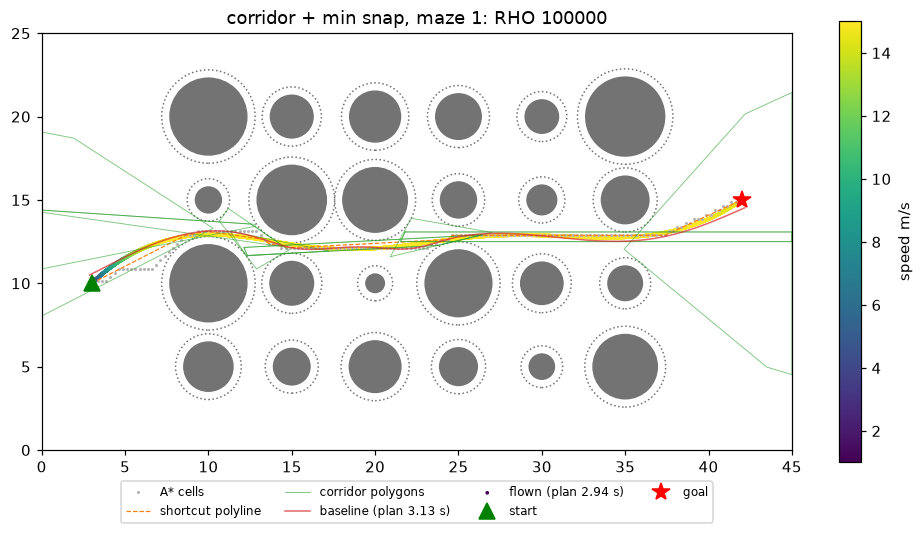 corridor + min snap, maze 1: RHO 100000
25
20
15
10
5
0
0 5 10 15 20 25 30 35 40 45
14
12
10
8
6
4
2
speed m/s
A* cells
shortcut polyline
corridor polygons
baseline (plan 3.13 s)
flown (plan 2.94 s)
start
goal